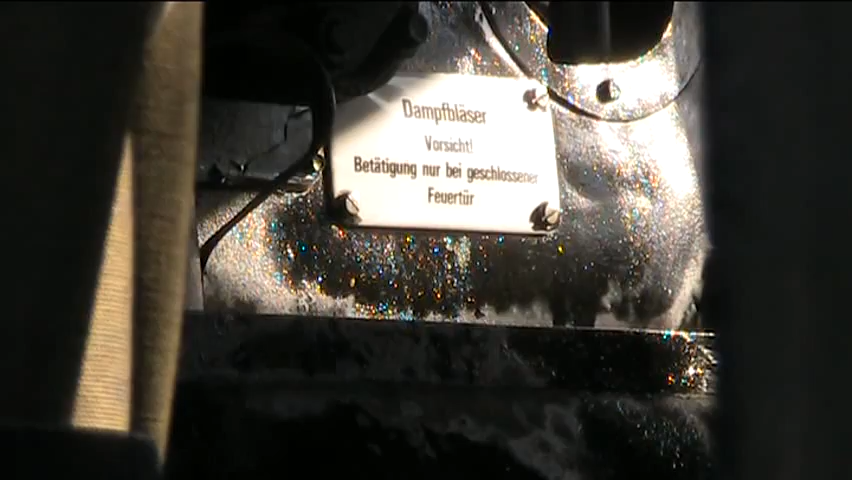 Dampfbläser
Vorsicht!
Betätigung nur bei geschlossener
Feuertür